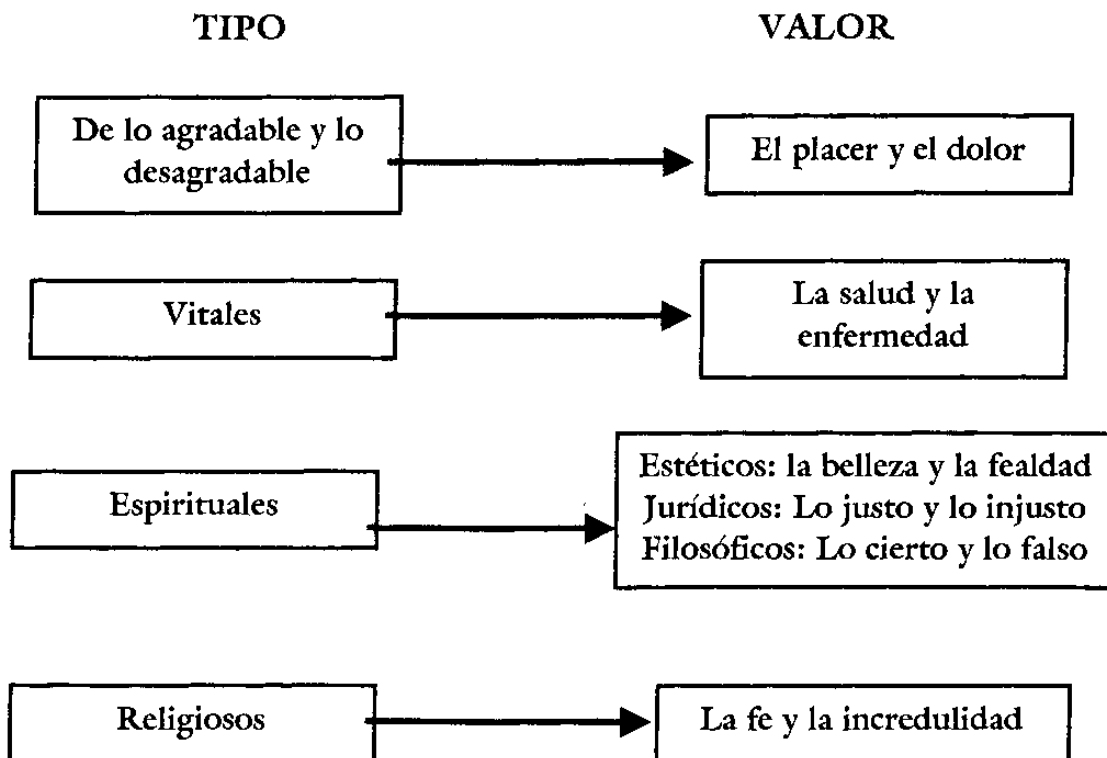 TIPO
VALOR
De lo agradable y lo
desagradable
El placer y el dolor
Vitales
La salud y la
enfermedad
Espirituales
Estéticos: la belleza y la fealdad
Jurídicos: Lo justo y lo injusto
Filosóficos: Lo cierto y lo falso
Religiosos
La fe y la incredulidad